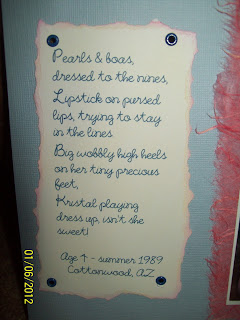 Pearls & boas,
dressed to the nines,
Lipstick on pursed
lips, trying to stay
in the lines.
Big wobbly high heels
on her tiny precious
feet,
Kristal playing
dress up, isn't she
sweet!
Age 4 - summer 1989
Cottonwood, AZ
01/06/2012